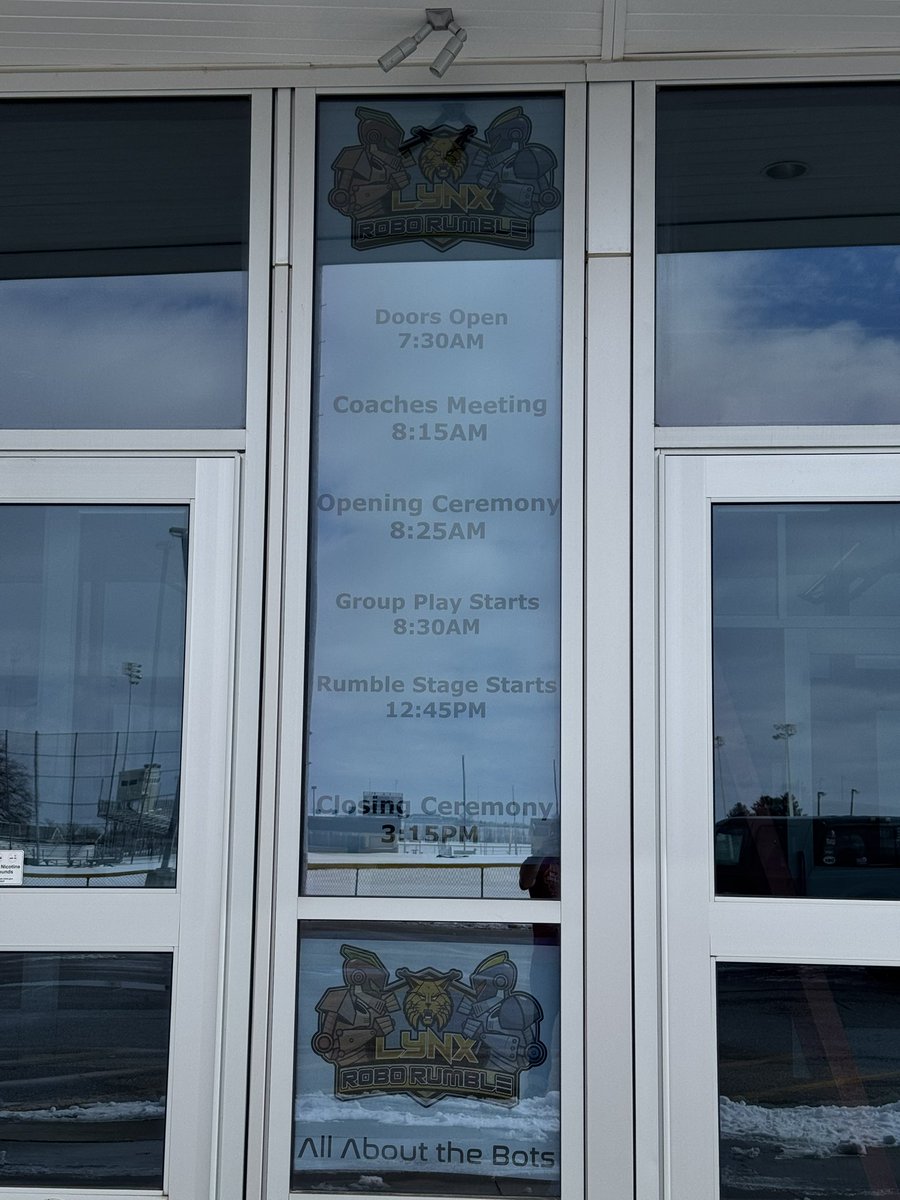 LYNX
ROBO RUMBLE
Doors Open
7:30AM
Coaches Meeting
8:15AM
Opening Ceremony
8:25AM
Group Play Starts
8:30AM
Rumble Stage Starts
12:45PM
Closing Ceremony
3:15PM
Nicotine
LYNX
ROBO RUMBLE
All About the Bots